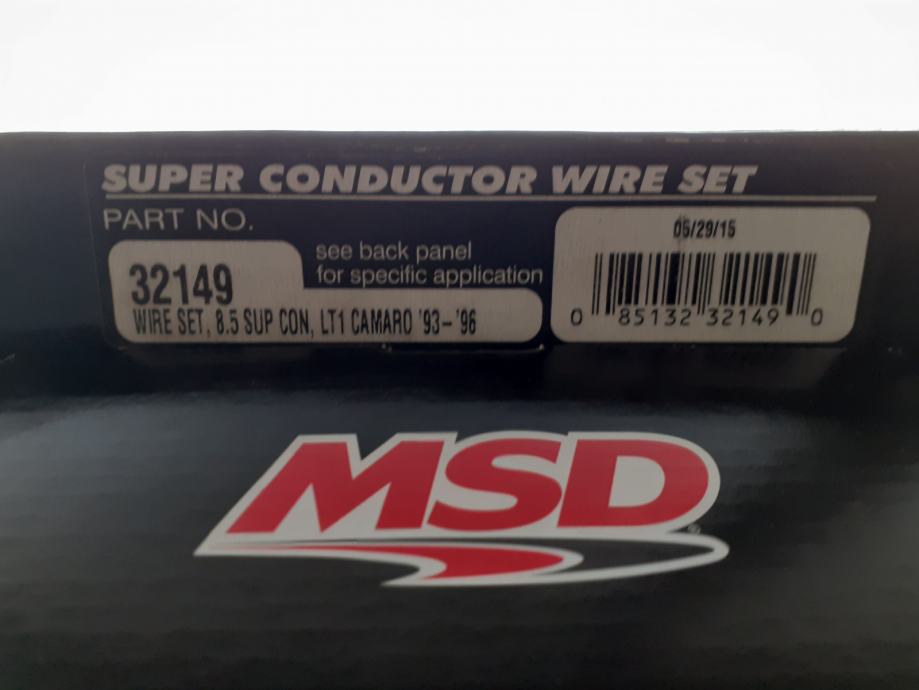 SUPER CONDUCTOR WIRE SET
PART NO.
see back panel
for specific application
32149
WIRE SET, 8.5 SUP CON, LT1 CAMARO '93-'96
05/29/15
0 85132 32149 0
MSD